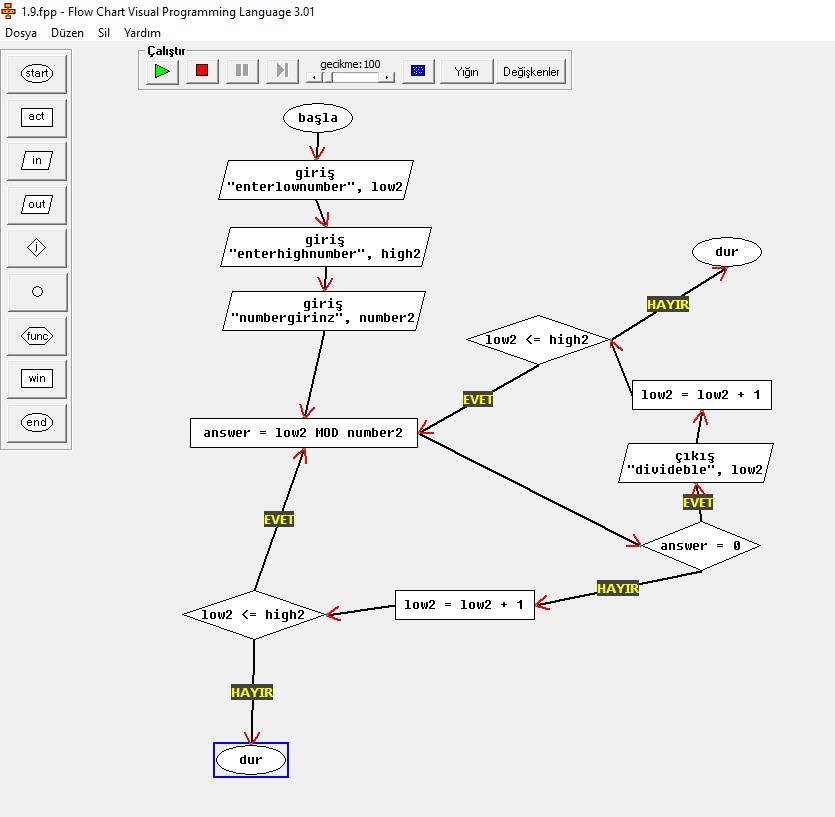 1.9.fpp - Flow Chart Visual Programming Language 3.01
Dosya Düzen Sil Yardım
Çalıştır
gecikme:100
Yığın
Değişkenler
start
act
in
out
func
win
end
başla
giriş
"enterlownumber", low2
giriş
"enterhighnumber", high2
giriş
"numbergirinz", number2
answer = low2 MOD number2
dur
HAYIR
low2 <= high2
EVET
low2 = low2 + 1
çıkış
"divideble", low2
EVET
answer = 0
HAYIR
low2 = low2 + 1
EVET
low2 <= high2
HAYIR
dur